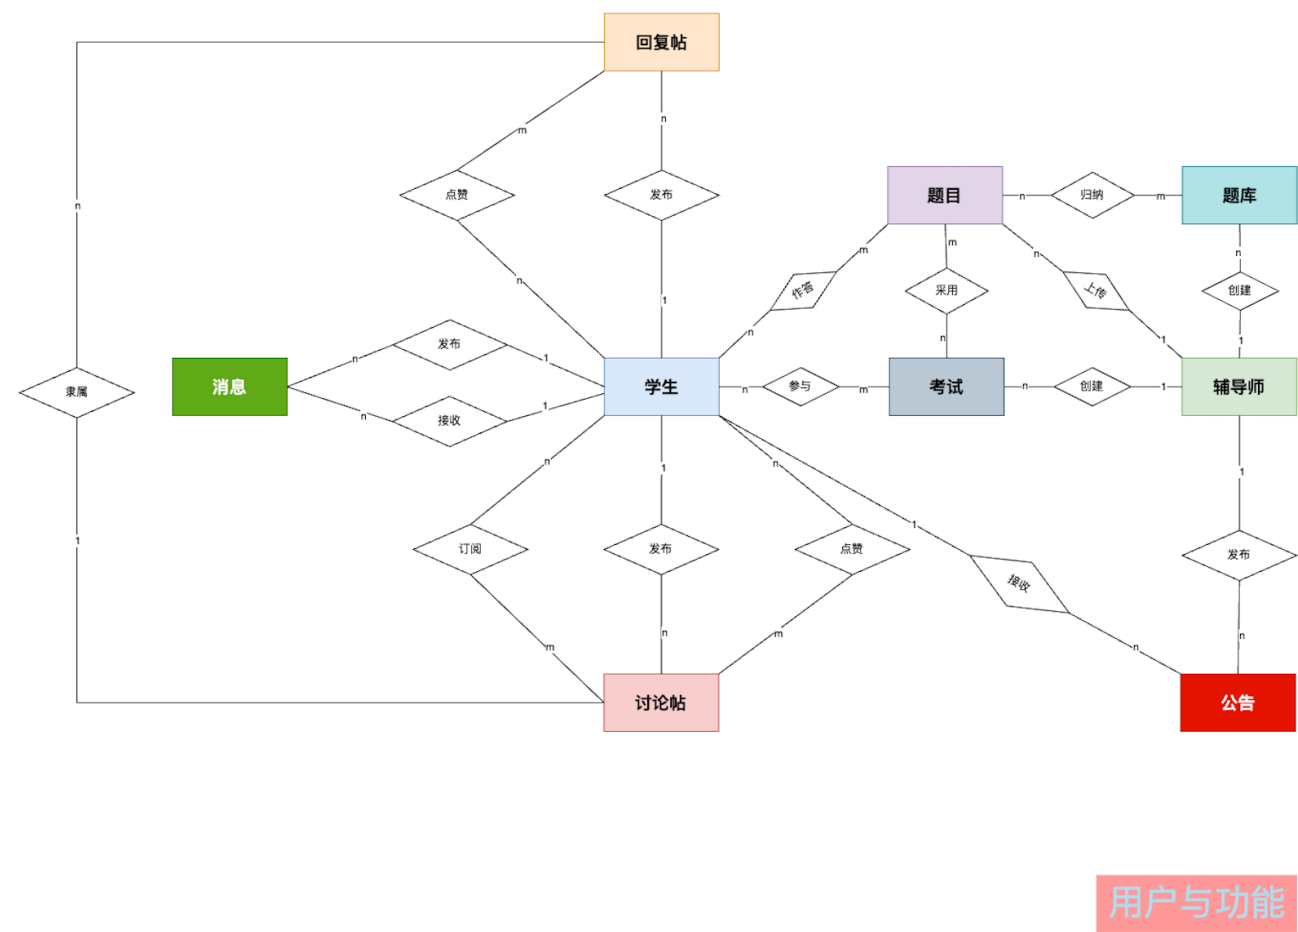 回复帖
m
n
点赞
发布
n
n
1
题目
n
归纳
m
题库
m
m
n
n
作答
采用
上传
创建
n
n
1
1
消息
n
发布
1
n
接收
1
学生
n
参与
m
考试
n
创建
1
辅导师
隶属
1
n
1
n
1
1
订阅
发布
点赞
接收
发布
m
n
m
n
n
讨论帖
公告
用户与功能